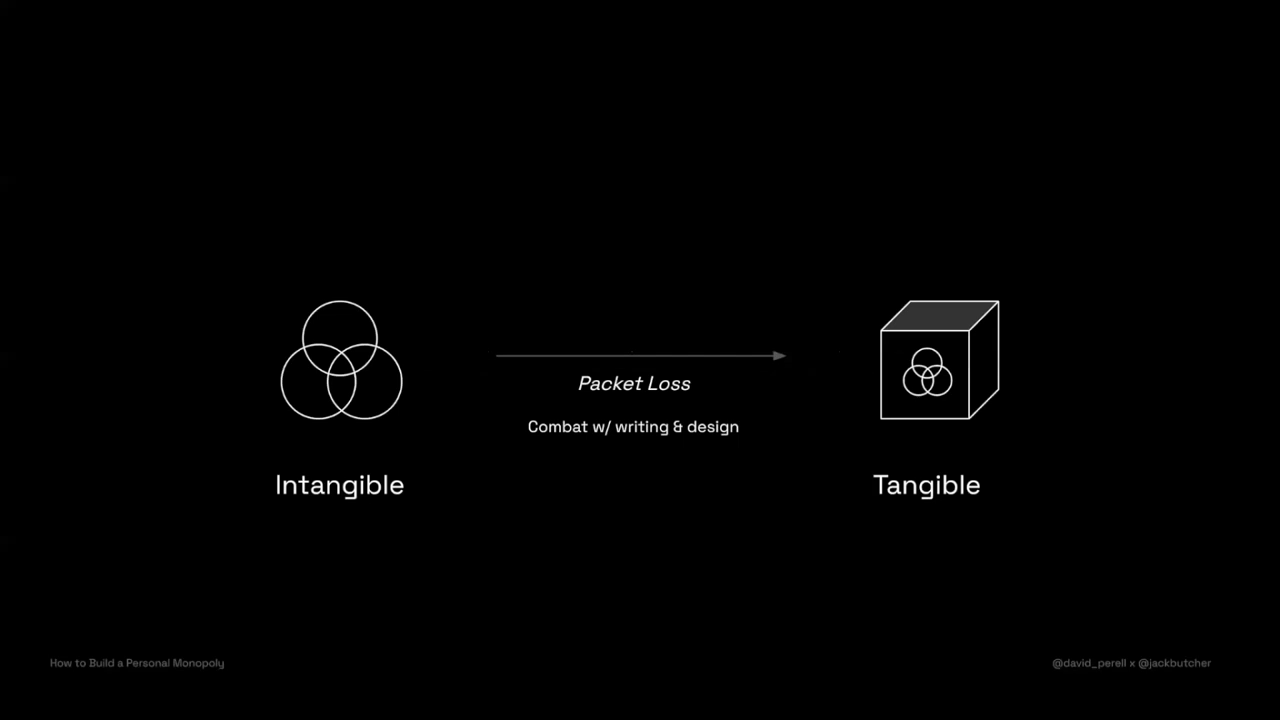 Packet Loss
Combat w/ writing & design
Intangible
Tangible
How to Build a Personal Monopoly
@david_perell x @jackbutcher